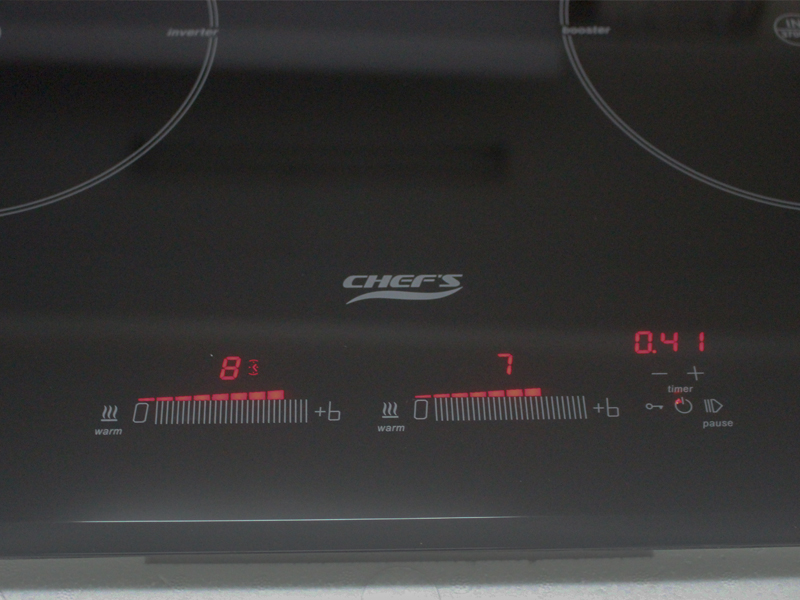 inverter
booster
CHEF'S
0.41
8
7
timer
0 +b
0 +b
warm
warm
pause